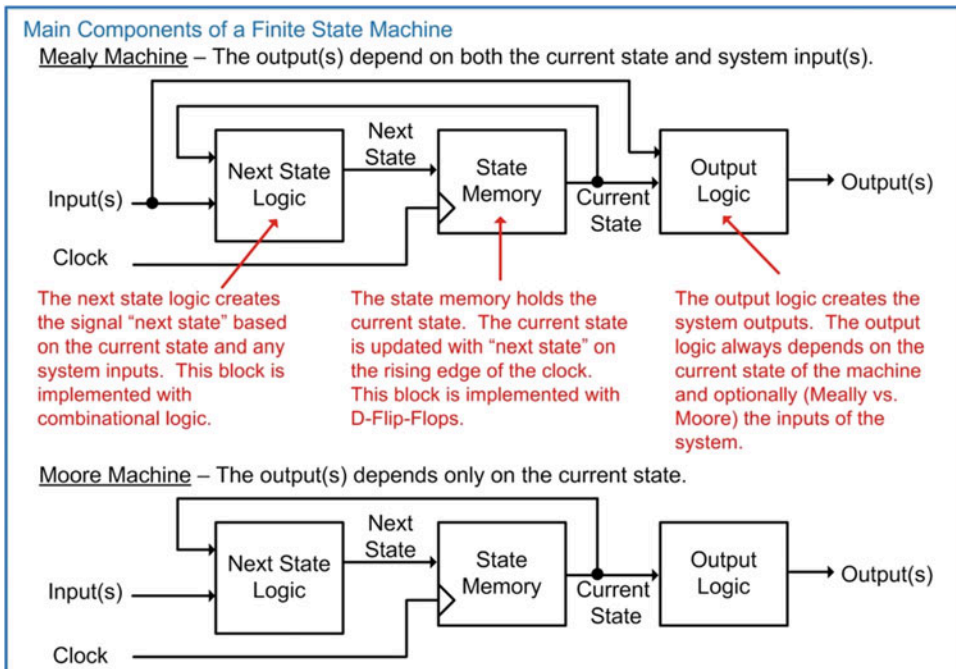 Main Components of a Finite State Machine
Mealy Machine – The output(s) depend on both the current state and system input(s).
Next
State
Next State
Logic
State
Memory
Output
Logic
Input(s)
Current
State
Output(s)
Clock
The next state logic creates
the signal “next state” based
on the current state and any
system inputs. This block is
implemented with
combinational logic.
The state memory holds the
current state. The current state
is updated with “next state” on
the rising edge of the clock.
This block is implemented with
D-Flip-Flops.
The output logic creates the
system outputs. The output
logic always depends on the
current state of the machine
and optionally (Meally vs.
Moore) the inputs of the
system.
Moore Machine – The output(s) depends only on the current state.
Next
State
Next State
Logic
State
Memory
Output
Logic
Input(s)
Current
State
Output(s)
Clock